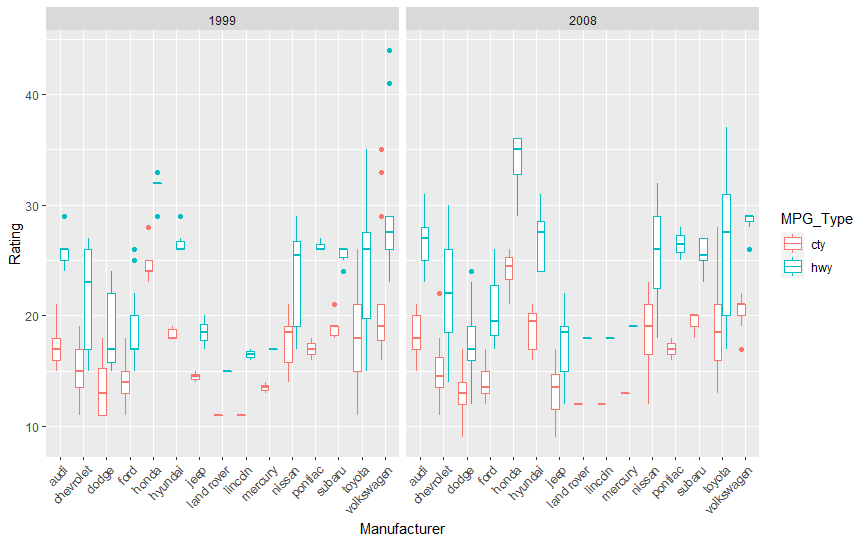 1999
2008
40
30
20
10
Rating
audi
chevrolet
dodge
ford
honda
hyundai
jeep
land rover
lincoln
mercury
nissan
pontiac
subaru
toyota
volkswagen
audi
chevrolet
dodge
ford
honda
hyundai
jeep
land rover
lincoln
mercury
nissan
pontiac
subaru
toyota
volkswagen
Manufacturer
MPG_Type
cty
hwy